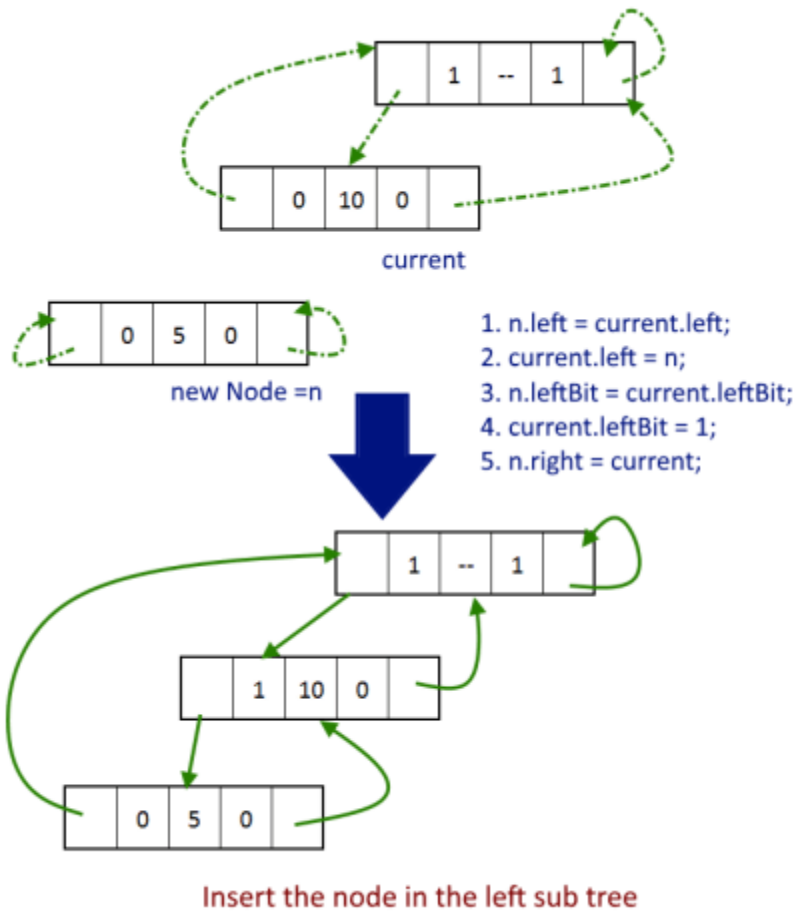 1 -- 1
0 10 0
current
0 5 0
new Node =n
1. n.left = current.left;
2. current.left = n;
3. n.leftBit = current.leftBit;
4. current.leftBit = 1;
5. n.right = current;
1 -- 1
1 10 0
0 5 0
Insert the node in the left sub tree